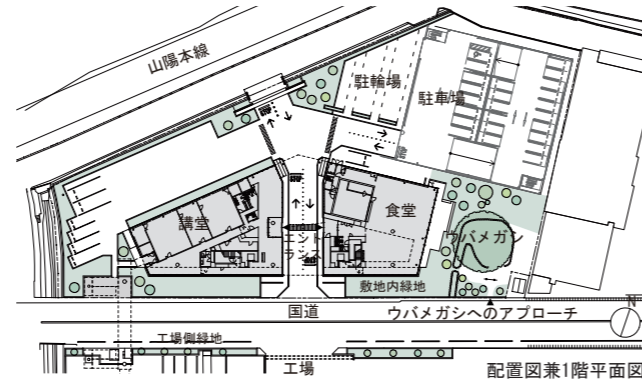 山陽本線
駐輪場
駐車場
講堂
食堂
エント
ランス
ウバメガシ
敷地内緑地
国道
ウバメガシへのアプローチ
N
工場側緑地
工場
配置図兼1階平面図